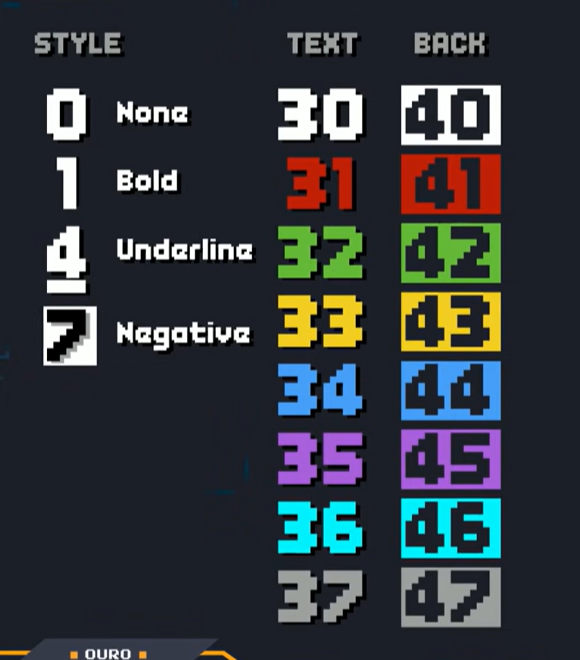 STYLE TEXT BACK
0 None 30 40
1 Bold 31 41
4 Underline 32 42
7 Negative 33 43
34 44
35 45
36 46
37 47
OURO